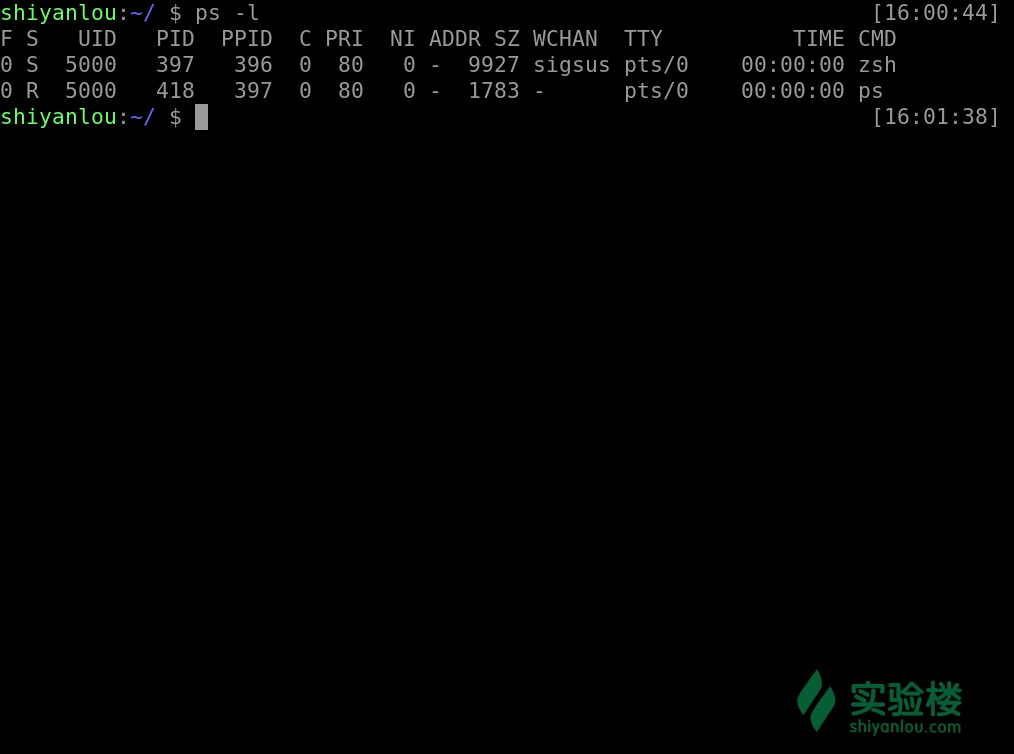 shiyanlou:~/ $ ps -l                                               [16:00:44]
F S   UID   PID  PPID  C PRI  NI ADDR SZ WCHAN  TTY          TIME CMD
0 S  5000   397   396  0  80   0 -  9927 sigsus pts/0    00:00:00 zsh
0 R  5000   418   397  0  80   0 -  1783 -      pts/0    00:00:00 ps
shiyanlou:~/ $                                                     [16:01:38]
实验楼
shiyanlou.com